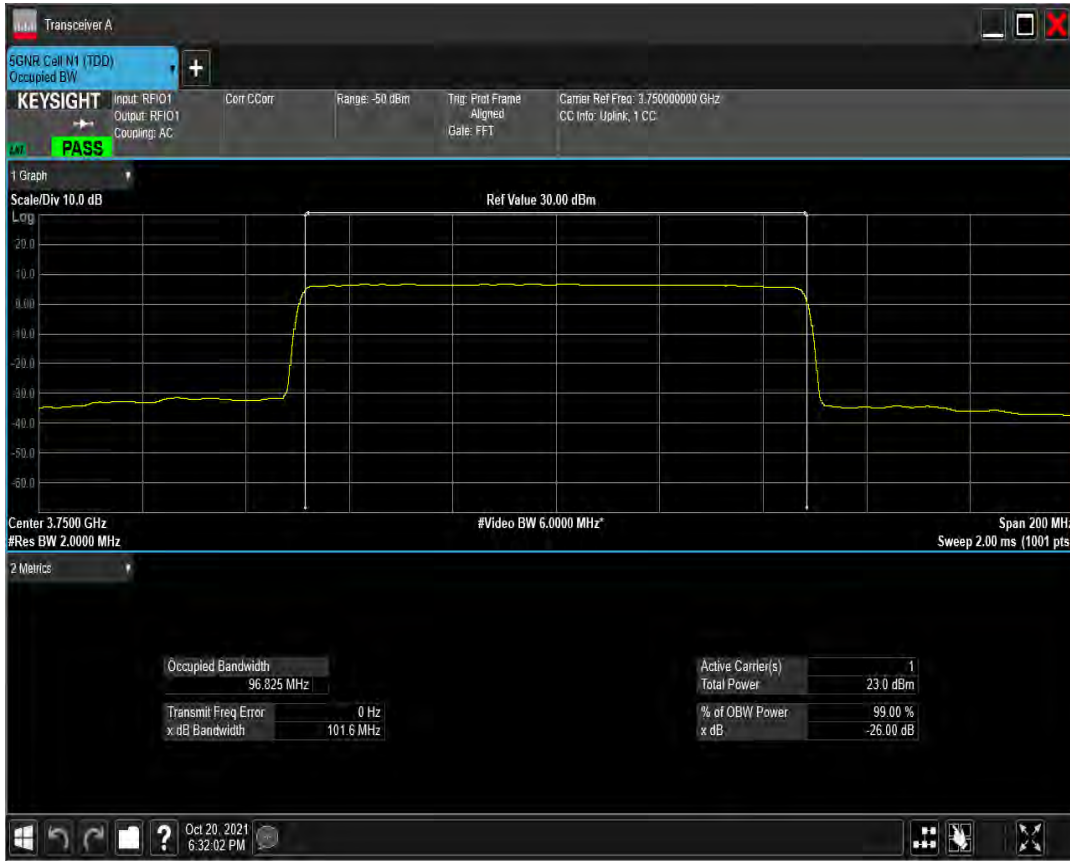 Transceiver A
5GNR Cell N1 (TDD)
Occupied BW
KEYSIGHT
Input: RFIO1
Output: RFIO1
Coupling: AC
Corr CCorr
Range: -50 dBm
Trig: Prot Frame
Aligned
Gate: FFT
Carrier Ref Freq: 3.750000000 GHz
CC Info: Uplink, 1 CC
PASS
1 Graph
Scale/Div 10.0 dB
Ref Value 30.00 dBm
Log
20.0
10.0
0.00
-10.0
-20.0
-30.0
-40.0
-50.0
-60.0
Center 3.7500 GHz
#Video BW 6.0000 MHz*
Span 200 MHz
#Res BW 2.0000 MHz
Sweep 2.00 ms (1001 pts
2 Metrics
Occupied Bandwidth
96.825 MHz
Transmit Freq Error 0 Hz
x dB Bandwidth 101.6 MHz
Active Carrier(s) 1
Total Power 23.0 dBm
% of OBW Power 99.00 %
x dB -26.00 dB
?
Oct 20, 2021
6:32:02 PM